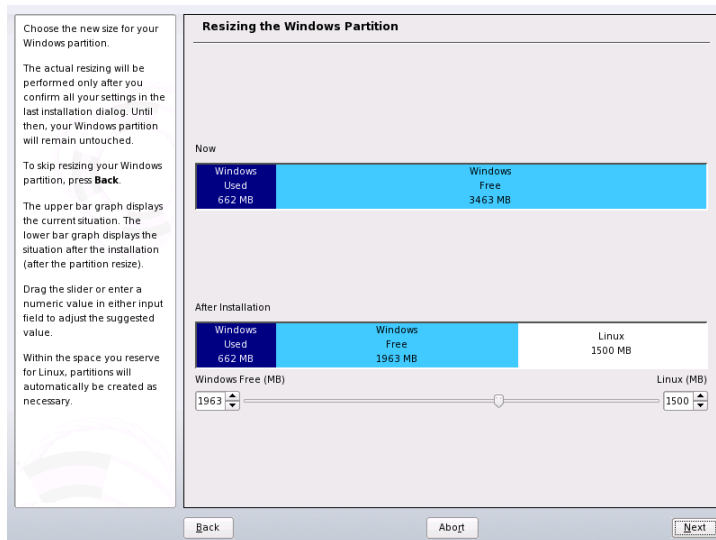 Choose the new size for your
Windows partition.
The actual resizing will be
performed only after you
confirm all your settings in the
last installation dialog. Until
then, your Windows partition
will remain untouched.
To skip resizing your Windows
partition, press Back.
The upper bar graph displays
the current situation. The
lower bar graph displays the
situation after the installation
(after the partition resize).
Drag the slider or enter a
numeric value in either input
field to adjust the suggested
value.
Within the space you reserve
for Linux, partitions will
automatically be created as
necessary.
Resizing the Windows Partition
Now
Windows
Used
662 MB
Windows
Free
3463 MB
After Installation
Windows
Used
662 MB
Windows
Free
1963 MB
Linux
1500 MB
Windows Free (MB)
Linux (MB)
1963
1500
Back
Abort
Next